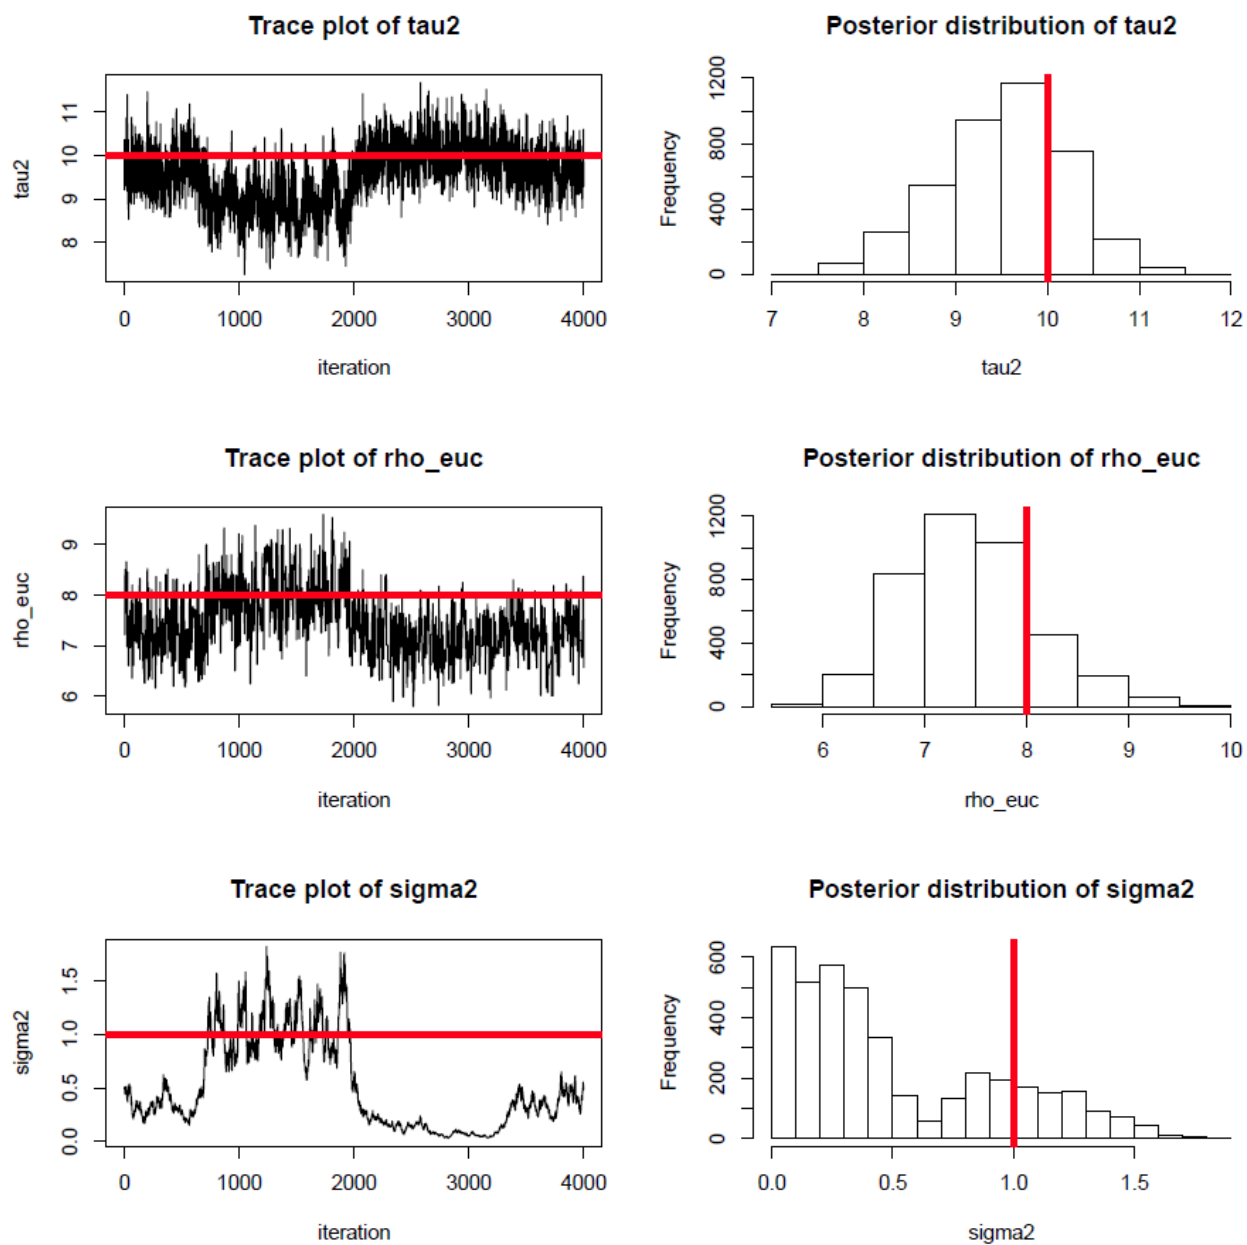 Trace plot of tau2
tau2
8 9 10 11
0 1000 2000 3000 4000
iteration
Posterior distribution of tau2
Frequency
0 400 800 1200
7 8 9 10 11 12
tau2
Trace plot of rho_euc
rho_euc
6 7 8 9
0 1000 2000 3000 4000
iteration
Posterior distribution of rho_euc
Frequency
0 400 800 1200
6 7 8 9 10
rho_euc
Trace plot of sigma2
sigma2
0.0 0.5 1.0 1.5
0 1000 2000 3000 4000
iteration
Posterior distribution of sigma2
Frequency
0 200 400 600
0.0 0.5 1.0 1.5
sigma2